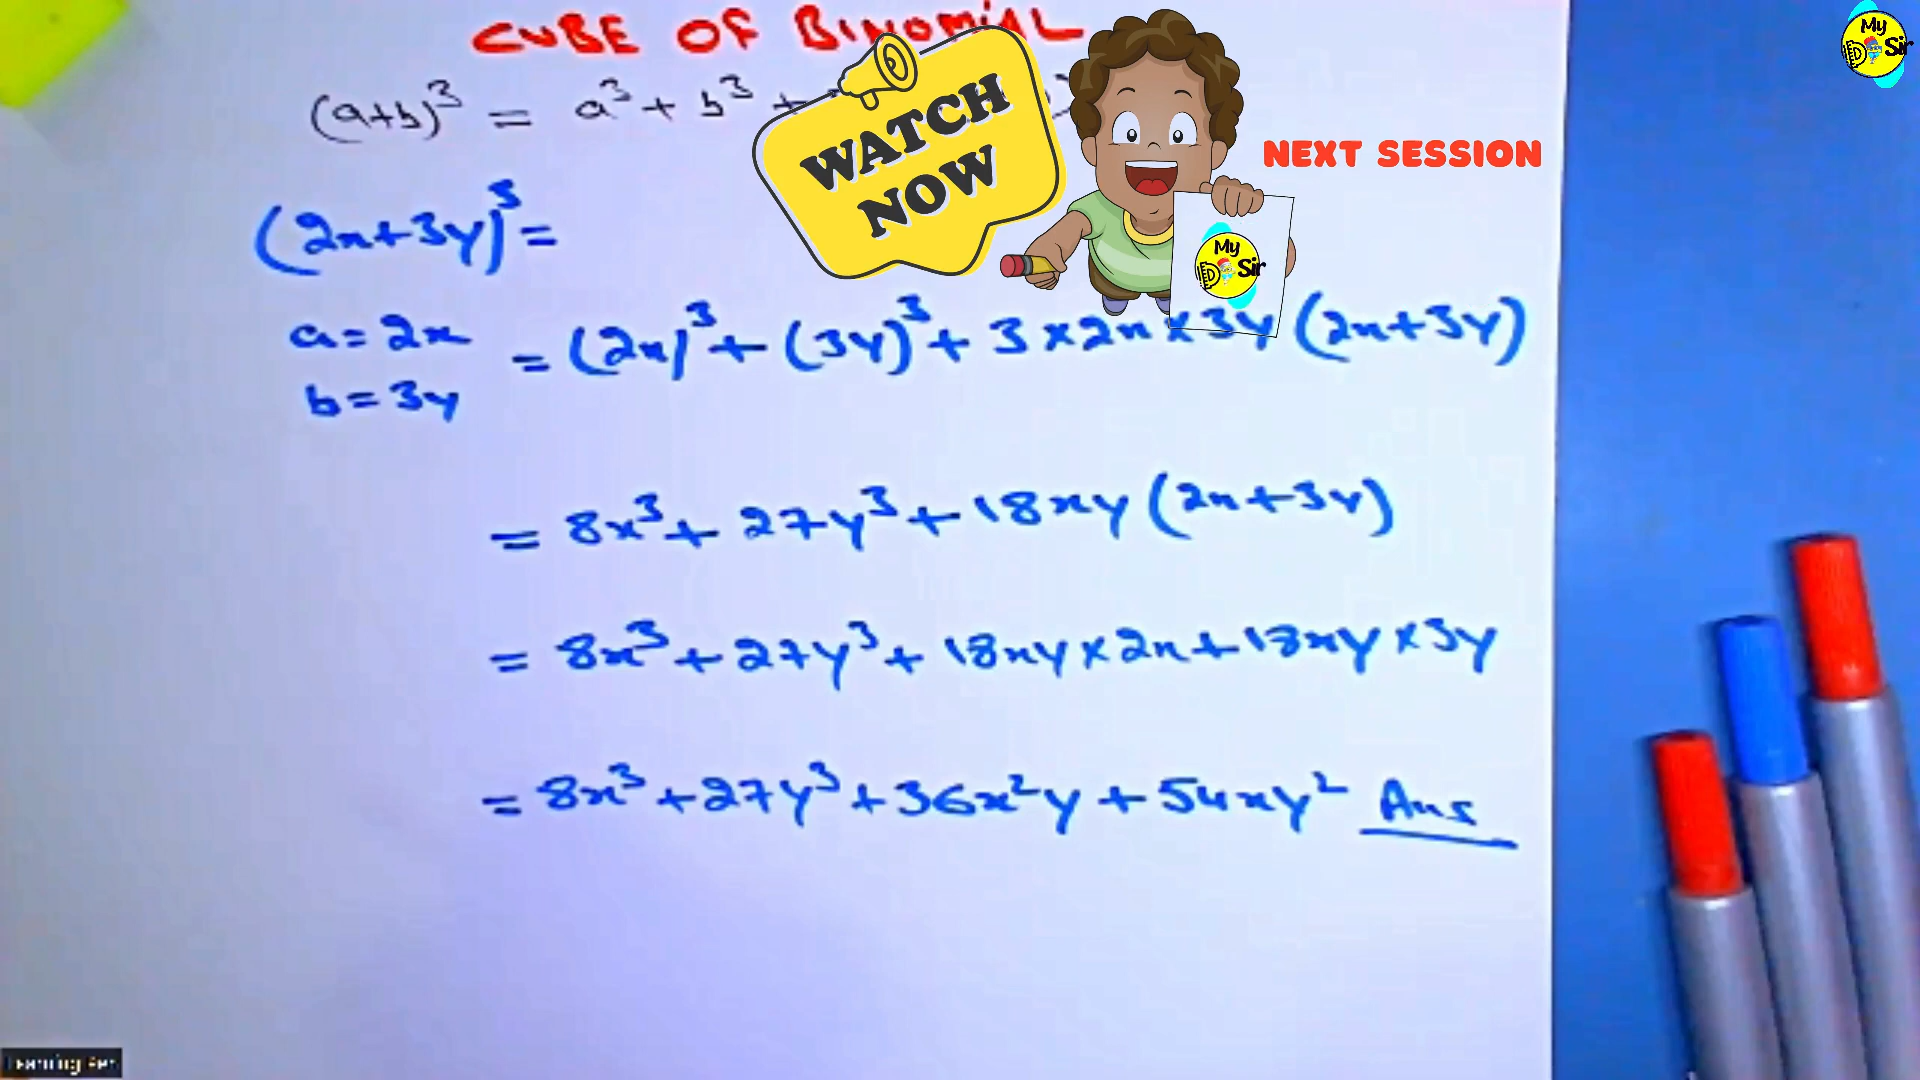 CUBE OF BINOMIAL
(a+b)³ = a³ + b³ +
WATCH NOW
NEXT SESSION
My Sir
My Sir
(2x+3y)³ =
a = 2x
b = 3y
= (2x)³ + (3y)³ + 3 × 2x × 3y (2x+3y)
= 8x³ + 27y³ + 18xy (2x+3y)
= 8x³ + 27y³ + 18xy × 2x + 18xy × 3y
= 8x³ + 27y³ + 36x²y + 54xy² Ans